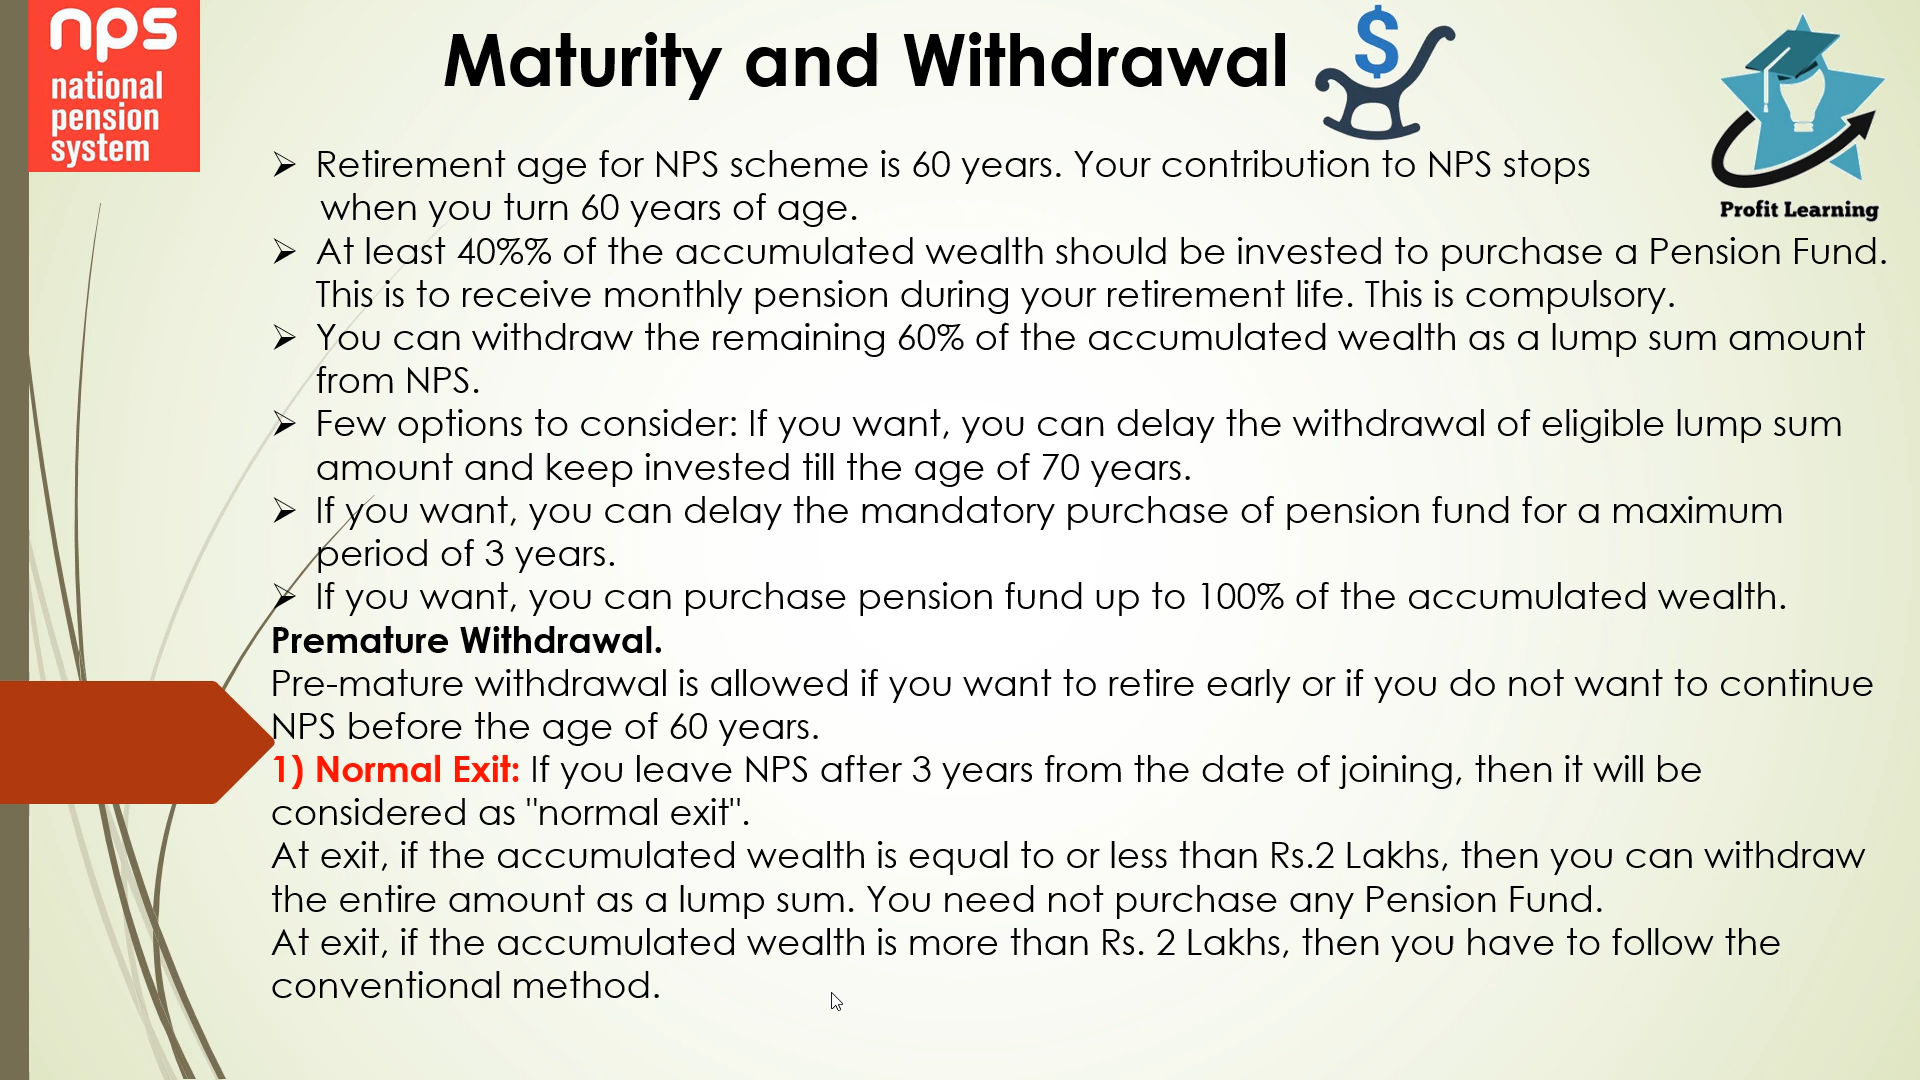 nps
national
pension
system
Maturity and Withdrawal
$
Profit Learning
➢ Retirement age for NPS scheme is 60 years. Your contribution to NPS stops
when you turn 60 years of age.
➢ At least 40%% of the accumulated wealth should be invested to purchase a Pension Fund.
This is to receive monthly pension during your retirement life. This is compulsory.
➢ You can withdraw the remaining 60% of the accumulated wealth as a lump sum amount
from NPS.
➢ Few options to consider: If you want, you can delay the withdrawal of eligible lump sum
amount and keep invested till the age of 70 years.
➢ If you want, you can delay the mandatory purchase of pension fund for a maximum
period of 3 years.
➢ If you want, you can purchase pension fund up to 100% of the accumulated wealth.
Premature Withdrawal.
Pre-mature withdrawal is allowed if you want to retire early or if you do not want to continue
NPS before the age of 60 years.
1) Normal Exit: If you leave NPS after 3 years from the date of joining, then it will be
considered as "normal exit".
At exit, if the accumulated wealth is equal to or less than Rs.2 Lakhs, then you can withdraw
the entire amount as a lump sum. You need not purchase any Pension Fund.
At exit, if the accumulated wealth is more than Rs. 2 Lakhs, then you have to follow the
conventional method.